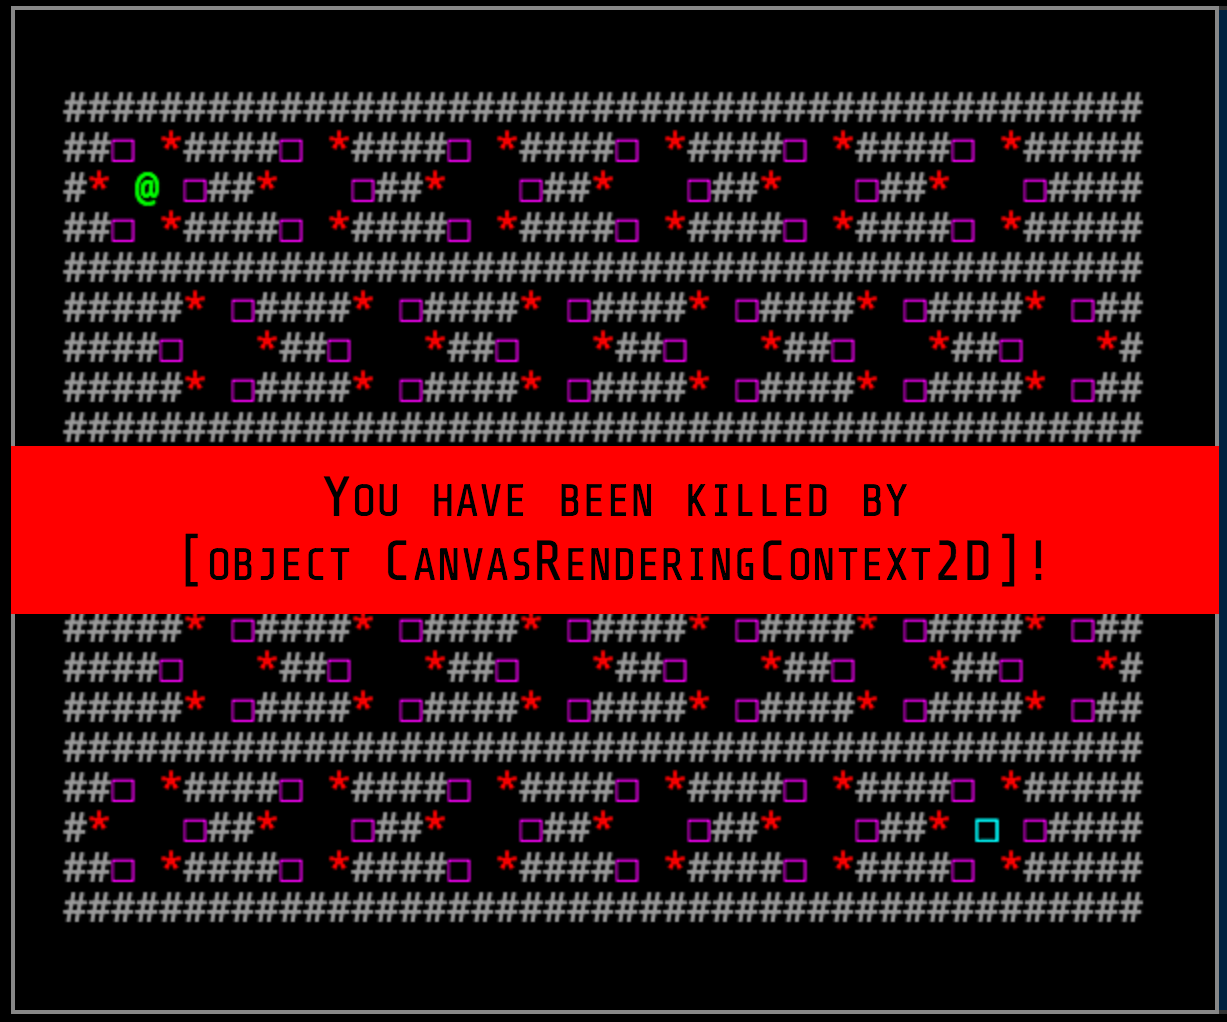 #############################################
##□ *####□ *####□ *####□ *####□ *####□ *#####
#* @ □##*   □##*   □##*   □##*   □##*   □####
##□ *####□ *####□ *####□ *####□ *####□ *#####
#############################################
#####* □####* □####* □####* □####* □####* □##
####□   *##□   *##□   *##□   *##□   *##□   *#
#####* □####* □####* □####* □####* □####* □##
#############################################
You have been killed by
[object CanvasRenderingContext2D]!
#####* □####* □####* □####* □####* □####* □##
####□   *##□   *##□   *##□   *##□   *##□   *#
#####* □####* □####* □####* □####* □####* □##
#############################################
##□ *####□ *####□ *####□ *####□ *####□ *#####
#*   □##*   □##*   □##*   □##*   □##* □ □####
##□ *####□ *####□ *####□ *####□ *####□ *#####
#############################################